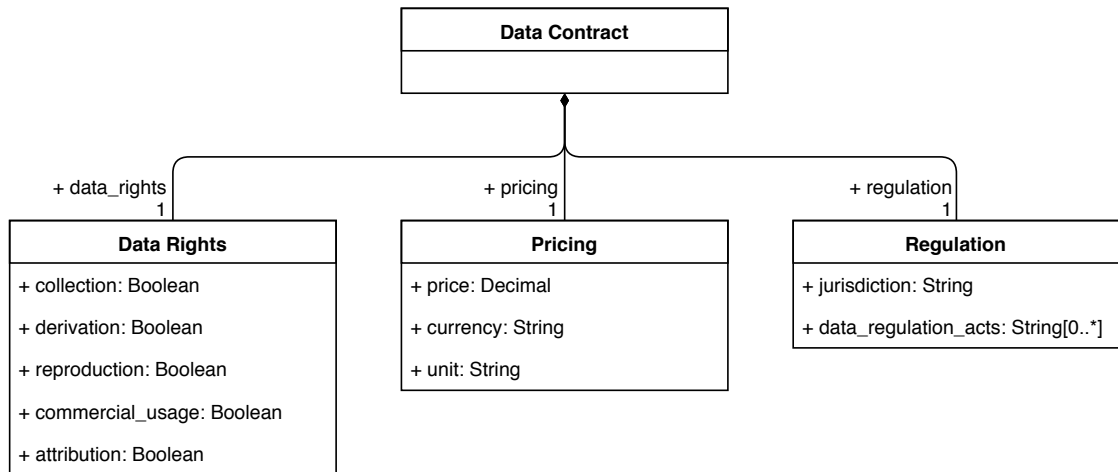 Data Contract
+ data_rights
1
+ pricing
1
+ regulation
1
Data Rights
+ collection: Boolean
+ derivation: Boolean
+ reproduction: Boolean
+ commercial_usage: Boolean
+ attribution: Boolean
Pricing
+ price: Decimal
+ currency: String
+ unit: String
Regulation
+ jurisdiction: String
+ data_regulation_acts: String[0..*]